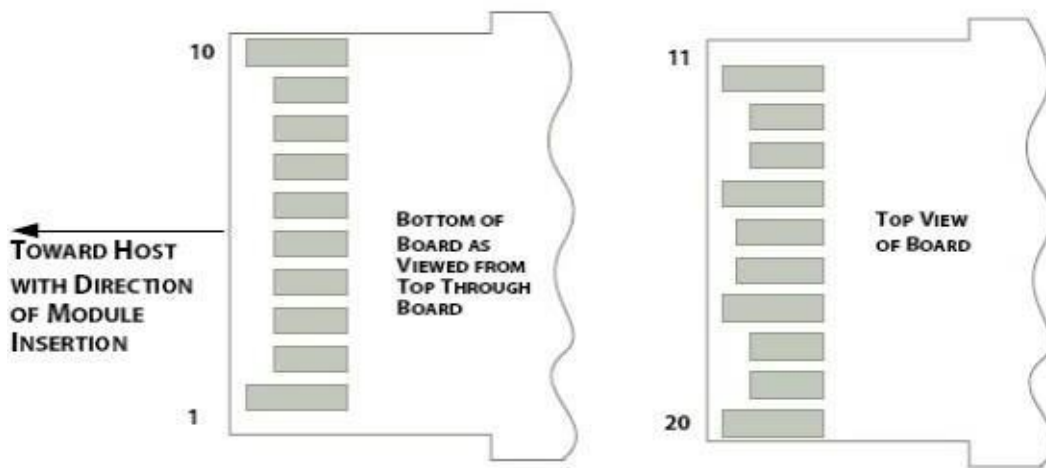 10
11
BOTTOM OF
BOARD AS
VIEWED FROM
TOP THROUGH
BOARD
TOP VIEW
OF BOARD
TOWARD HOST
WITH DIRECTION
OF MODULE
INSERTION
1
20